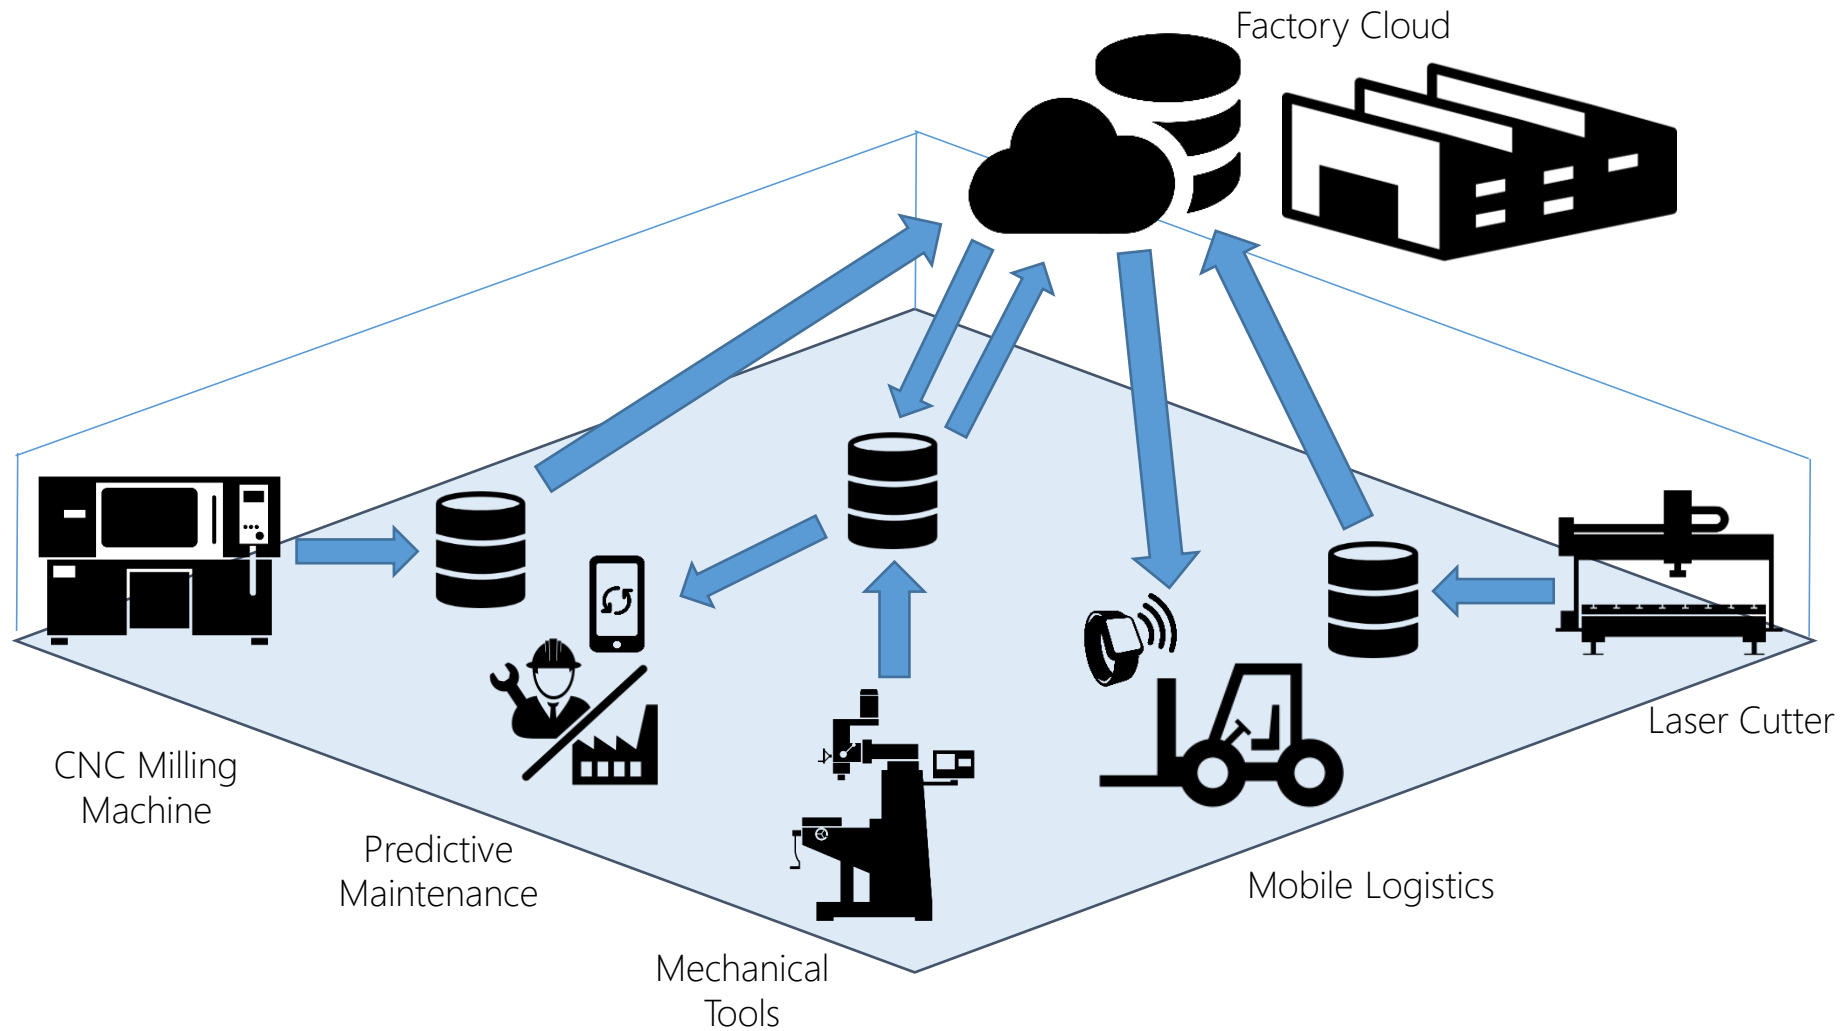 Factory Cloud
CNC Milling
Machine
Predictive
Maintenance
Mechanical
Tools
Mobile Logistics
Laser Cutter